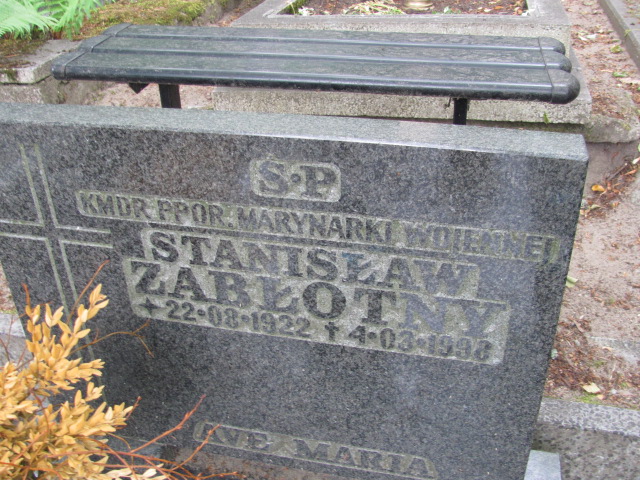 Ś·P
KMDR PPOR. MARYNARKI WOJENNEJ
STANISŁAW
ZABŁOTNY
✶22·08·1922 ✝4·03·1998
AVE MARIA